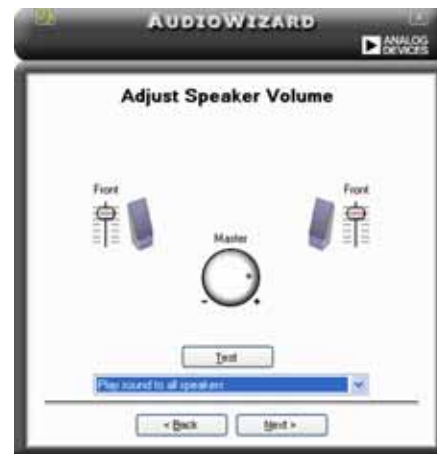 AUDIOWIZARD
ANALOG
DEVICES
Adjust Speaker Volume
Front Front
Master
- +
Test
Play sound to all speakers
< Back Next >